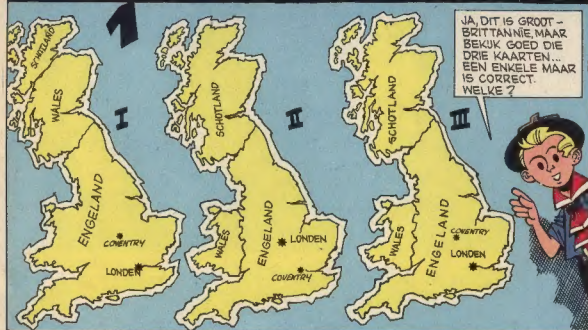 1
SCHOTLAND
WALES
ENGELAND
COVENTRY
LONDEN
I
SCHOTLAND
WALES
ENGELAND
LONDEN
COVENTRY
II
SCHOTLAND
WALES
ENGELAND
COVENTRY
LONDEN
III
JA, DIT IS GROOT-
BRITTANNIE, MAAR
BEKIJK GOED DIE
DRIE KAARTEN...
EEN ENKELE MAAR
IS CORRECT.
WELKE ?